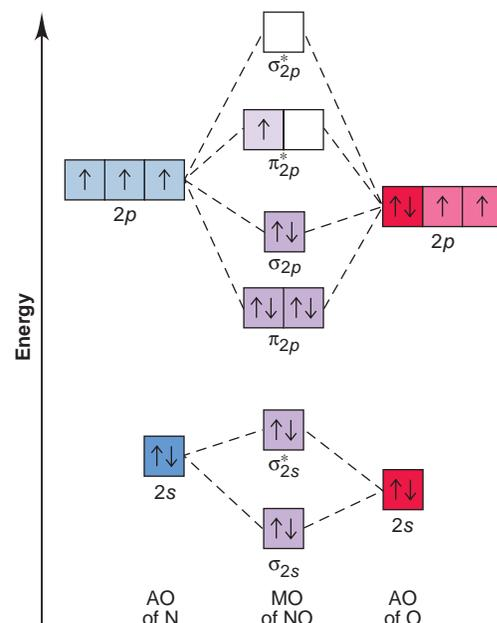 Energy
σ*2p
π*2p
2p
2p
σ2p
π2p
σ*2s
2s
2s
σ2s
AO MO AO
of N of NO of O